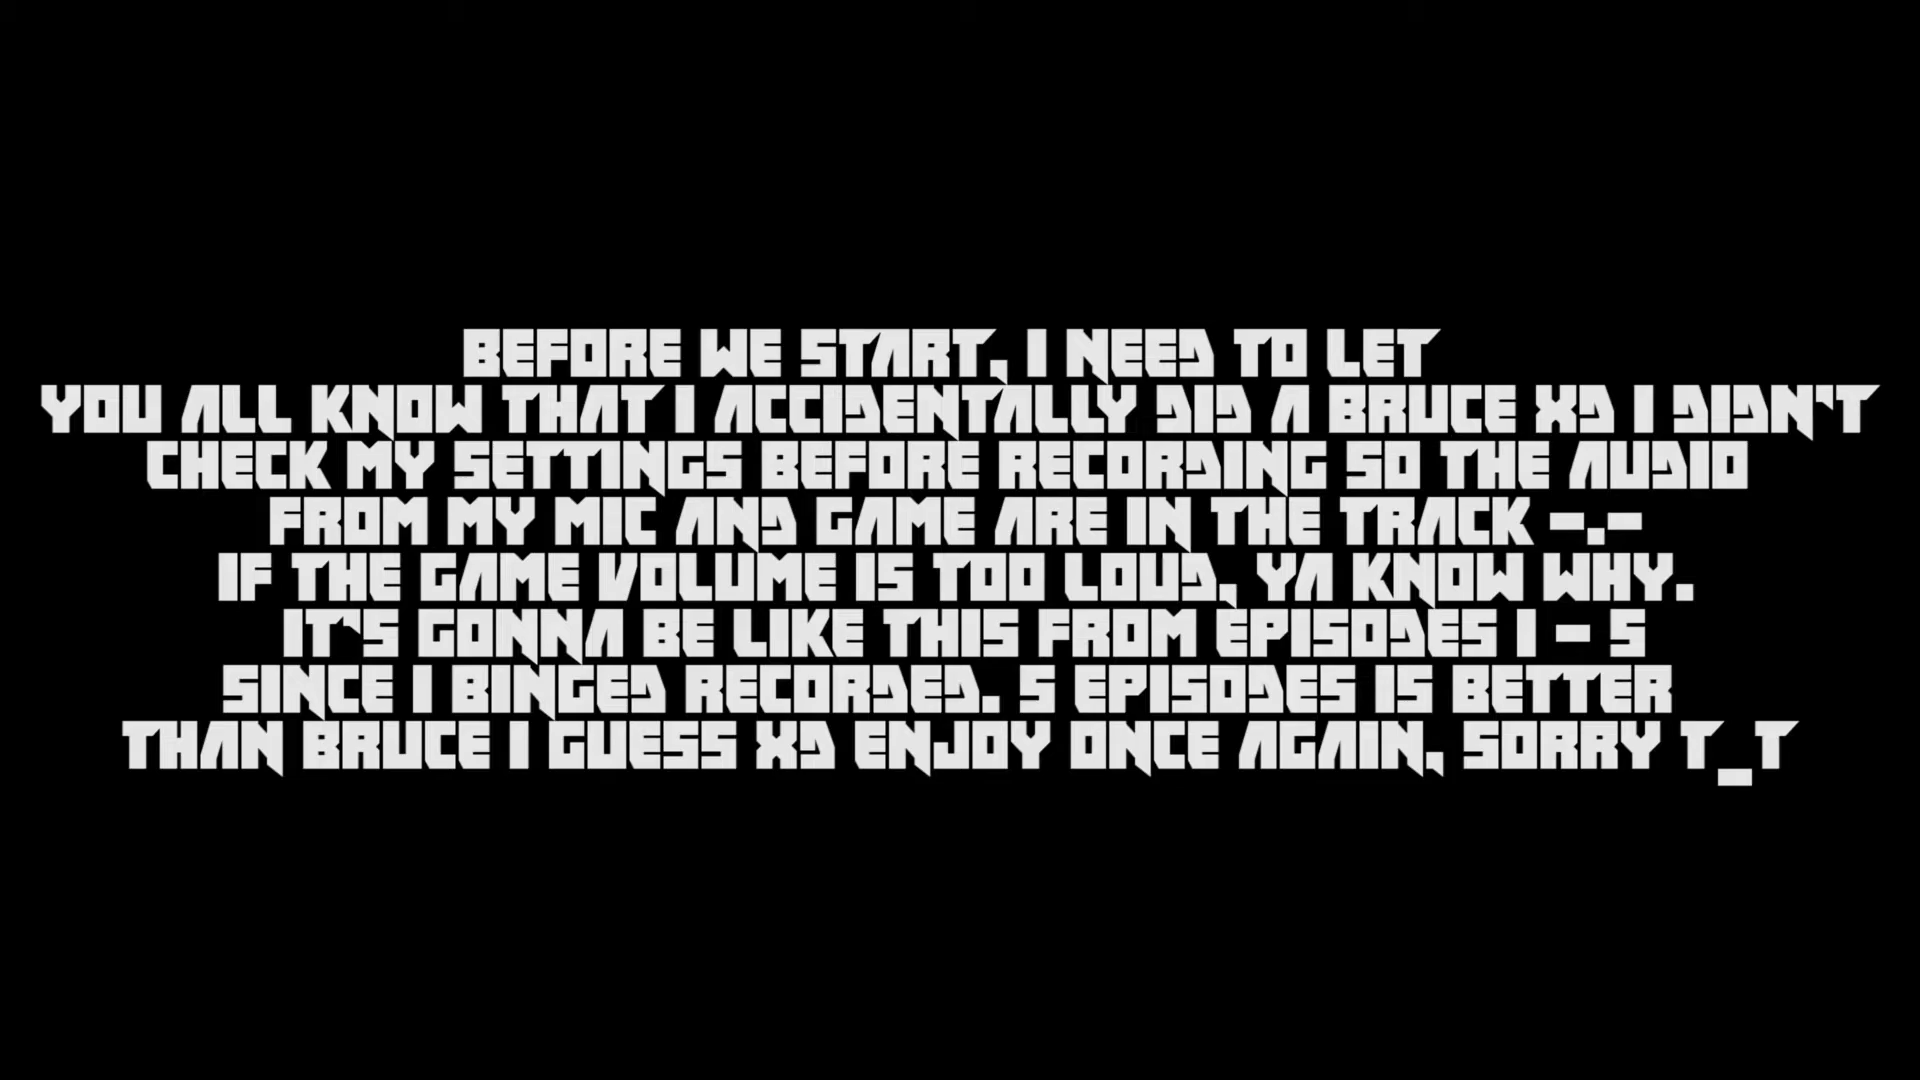 BEFORE WE START, I NEED TO LET
YOU ALL KNOW THAT I ACCIDENTALLY DID A BRUCE XD I DIDN'T
CHECK MY SETTINGS BEFORE RECORDING SO THE AUDIO
FROM MY MIC AND GAME ARE IN THE TRACK -.-
IF THE GAME VOLUME IS TOO LOUD, YA KNOW WHY.
IT'S GONNA BE LIKE THIS FROM EPISODES 1 - 5
SINCE I BINGED RECORDED. 5 EPISODES IS BETTER
THAN BRUCE I GUESS XD ENJOY ONCE AGAIN, SORRY T_T